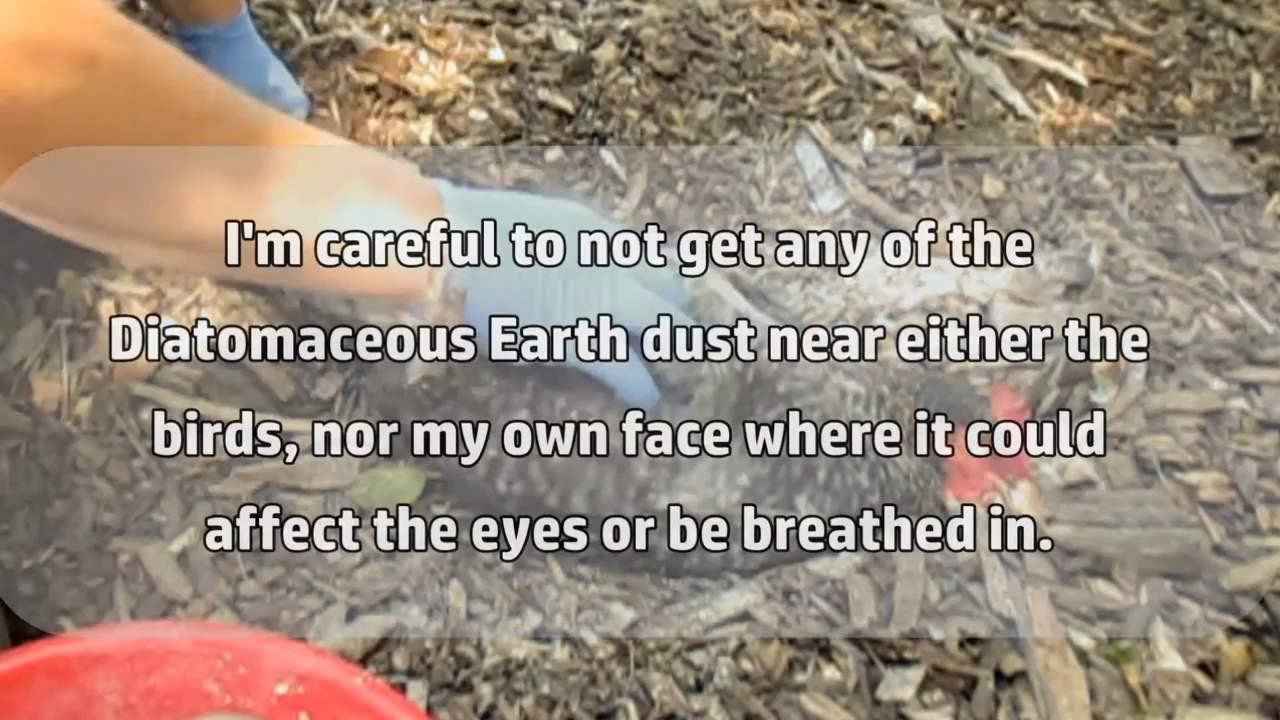 I'm careful to not get any of the
Diatomaceous Earth dust near either the
birds, nor my own face where it could
affect the eyes or be breathed in.